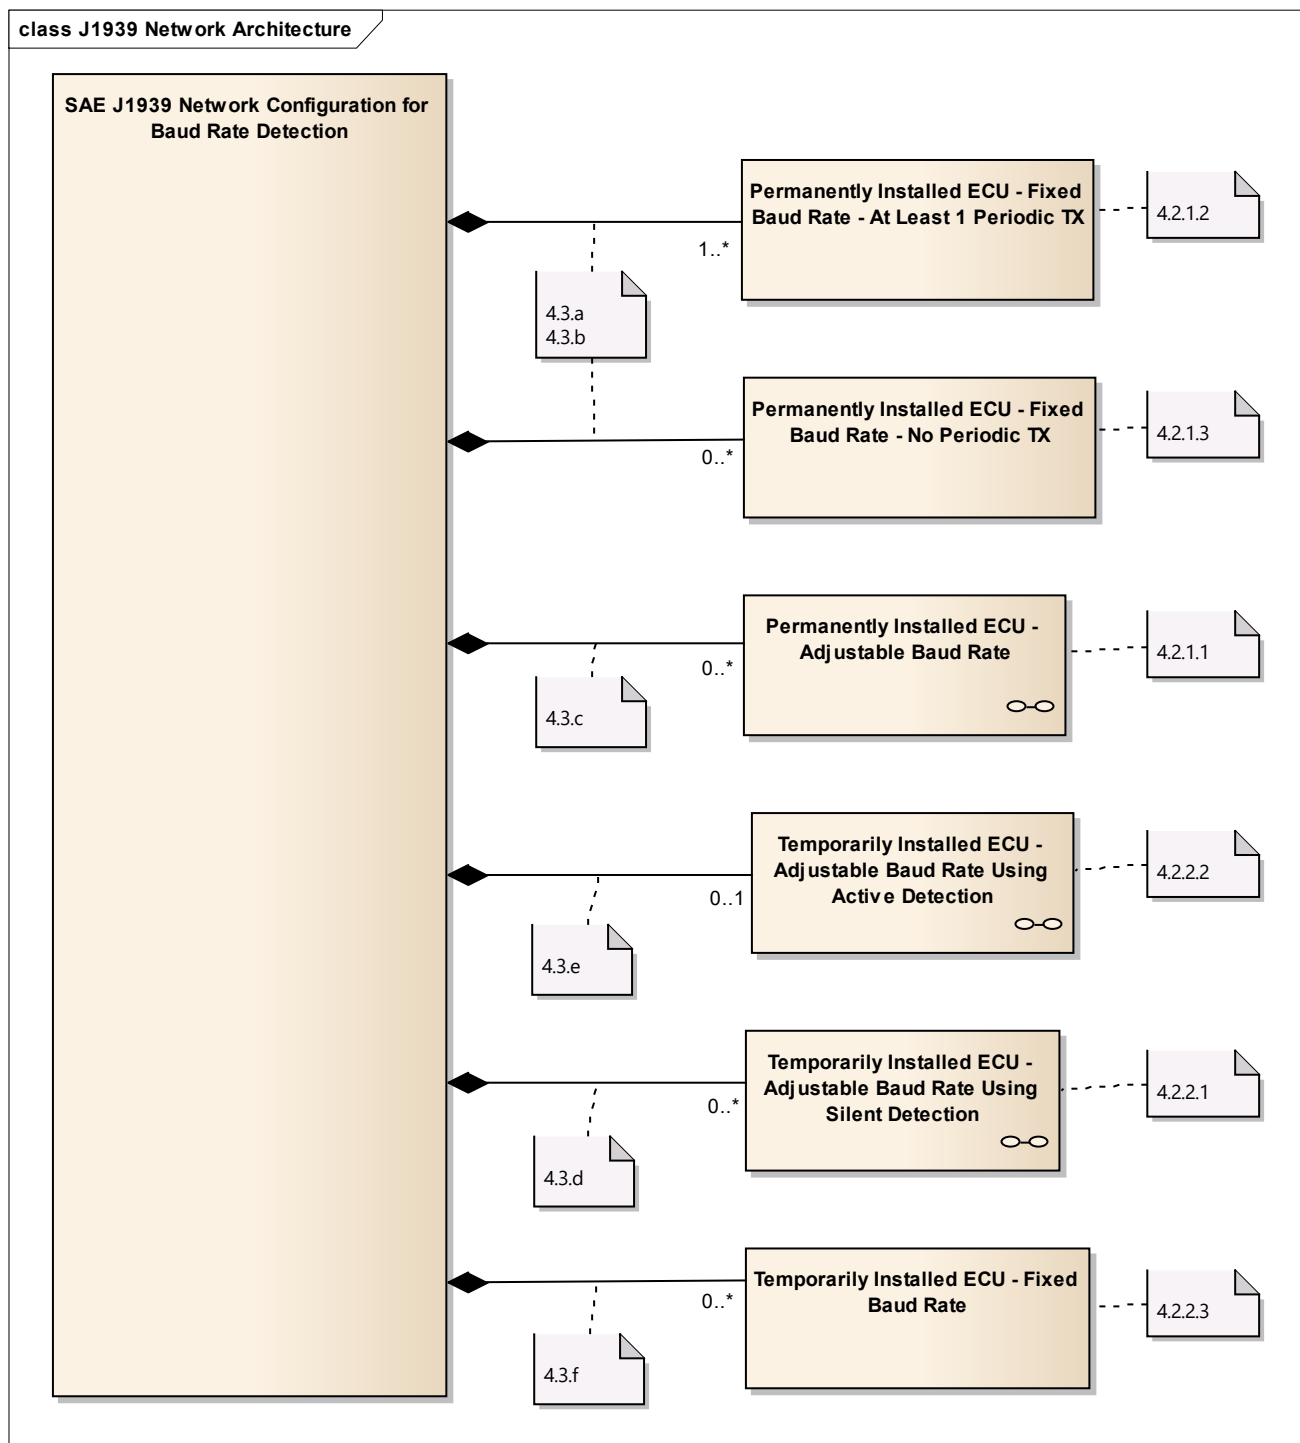 class J1939 Network Architecture
SAE J1939 Network Configuration for
Baud Rate Detection
Permanently Installed ECU - Fixed
Baud Rate - At Least 1 Periodic TX
4.2.1.2
1..*
4.3.a
4.3.b
Permanently Installed ECU - Fixed
Baud Rate - No Periodic TX
4.2.1.3
0..*
Permanently Installed ECU -
Adjustable Baud Rate
4.2.1.1
0..*
4.3.c
Temporarily Installed ECU -
Adjustable Baud Rate Using
Active Detection
4.2.2.2
0..1
4.3.e
Temporarily Installed ECU -
Adjustable Baud Rate Using
Silent Detection
4.2.2.1
0..*
4.3.d
Temporarily Installed ECU - Fixed
Baud Rate
4.2.2.3
0..*
4.3.f